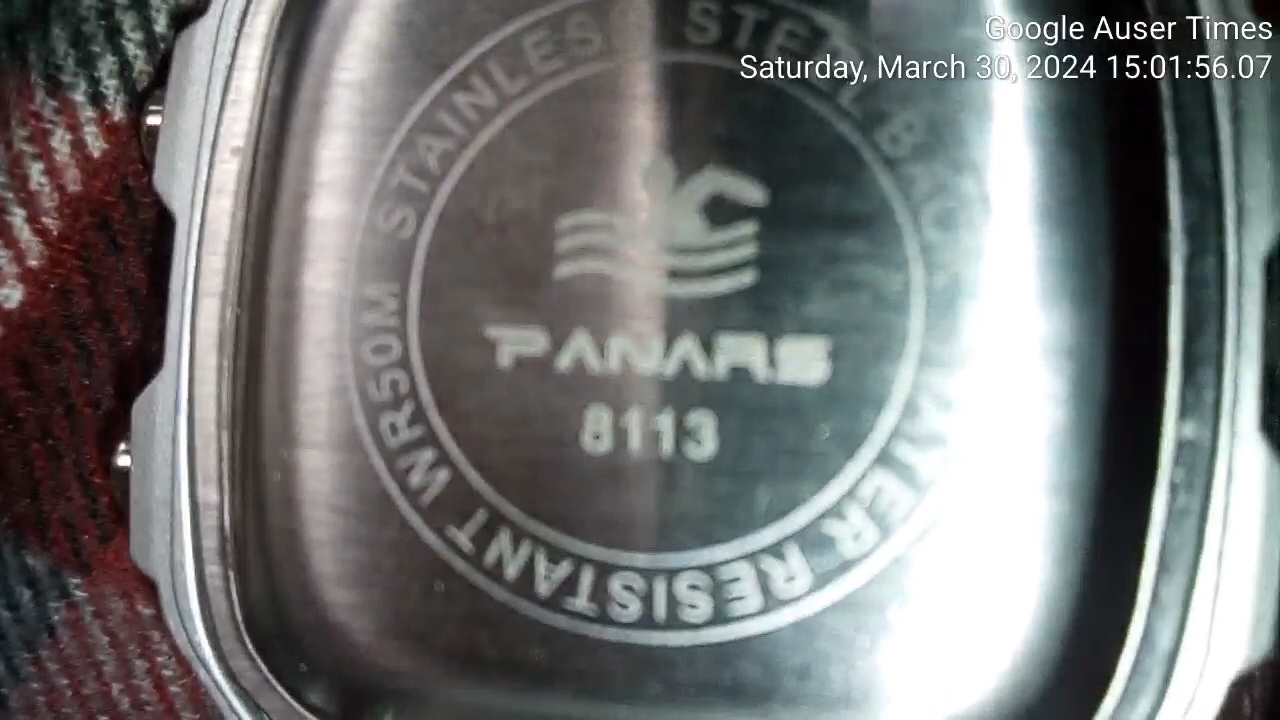 Google Auser Times
Saturday, March 30, 2024 15:01:56.07
STAINLESS STEEL BACK WATER RESISTANT WR50M
PANARS
8113